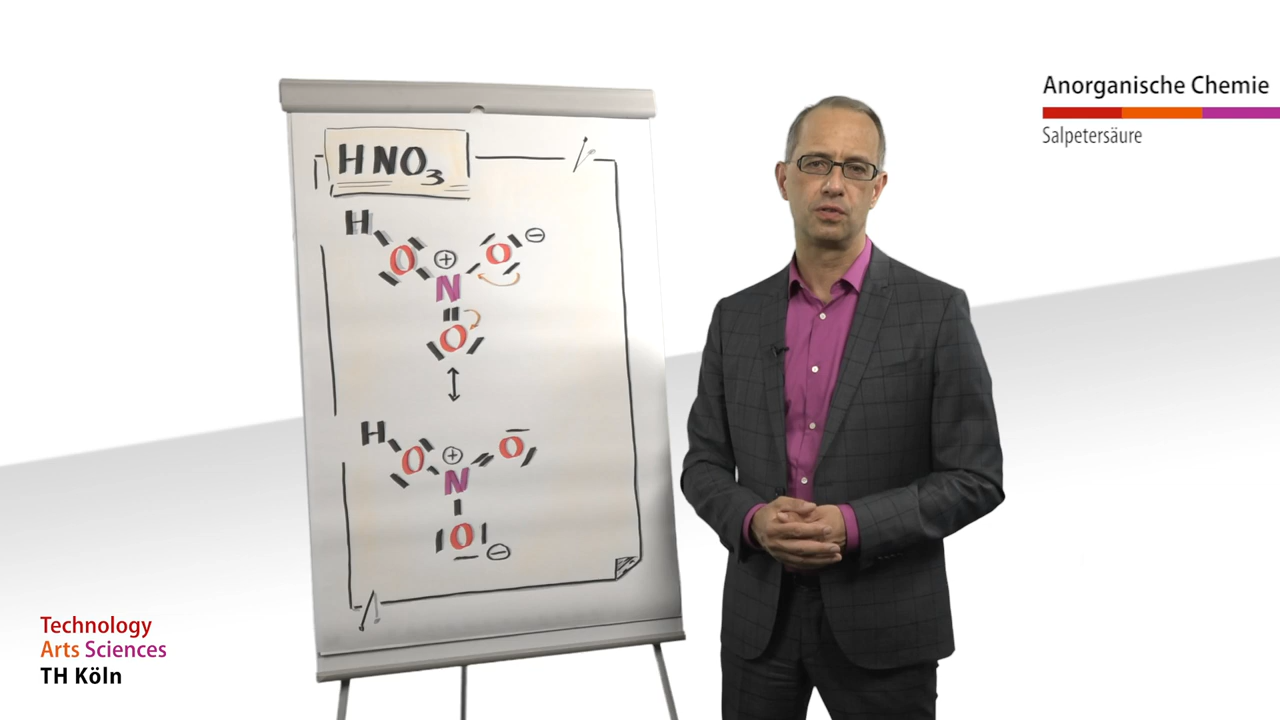 Anorganische Chemie
Salpetersäure
HNO₃
H
O
⊕
O
⊖
N
O
H
O
⊕
O
N
O
⊖
Technology
Arts Sciences
TH Köln